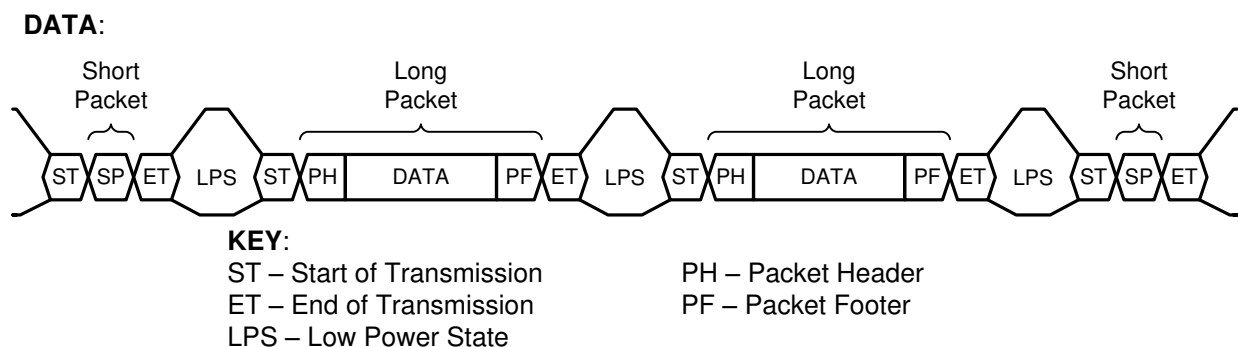 DATA:
Short Packet
Long Packet
Long Packet
Short Packet
ST SP ET LPS ST PH DATA PF ET LPS ST PH DATA PF ET LPS ST SP ET
KEY:
ST – Start of Transmission PH – Packet Header
ET – End of Transmission PF – Packet Footer
LPS – Low Power State